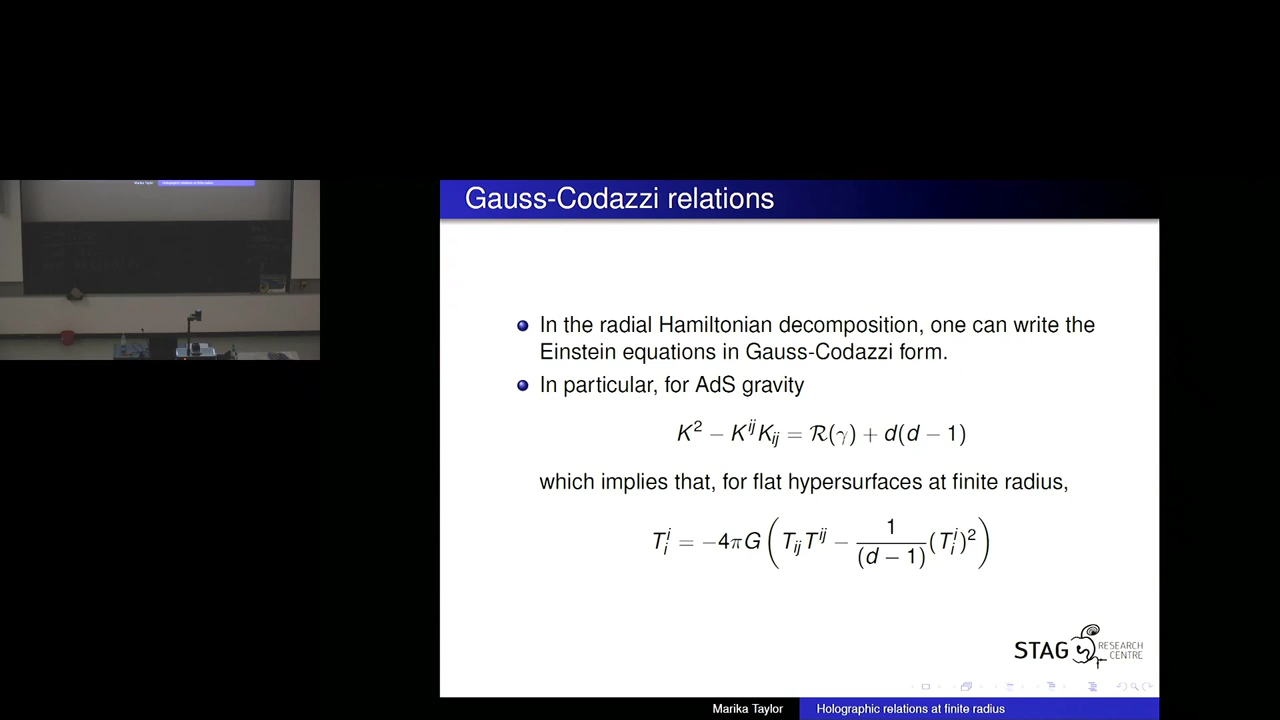 Gauss-Codazzi relations
In the radial Hamiltonian decomposition, one can write the
Einstein equations in Gauss-Codazzi form.
In particular, for AdS gravity
K² − K^{ij}K_{ij} = ℛ(γ) + d(d − 1)
which implies that, for flat hypersurfaces at finite radius,
T^i_i = −4πG ( T_{ij}T^{ij} − 1/(d − 1) (T^i_i)² )
STAG RESEARCH
CENTRE
Marika Taylor Holographic relations at finite radius